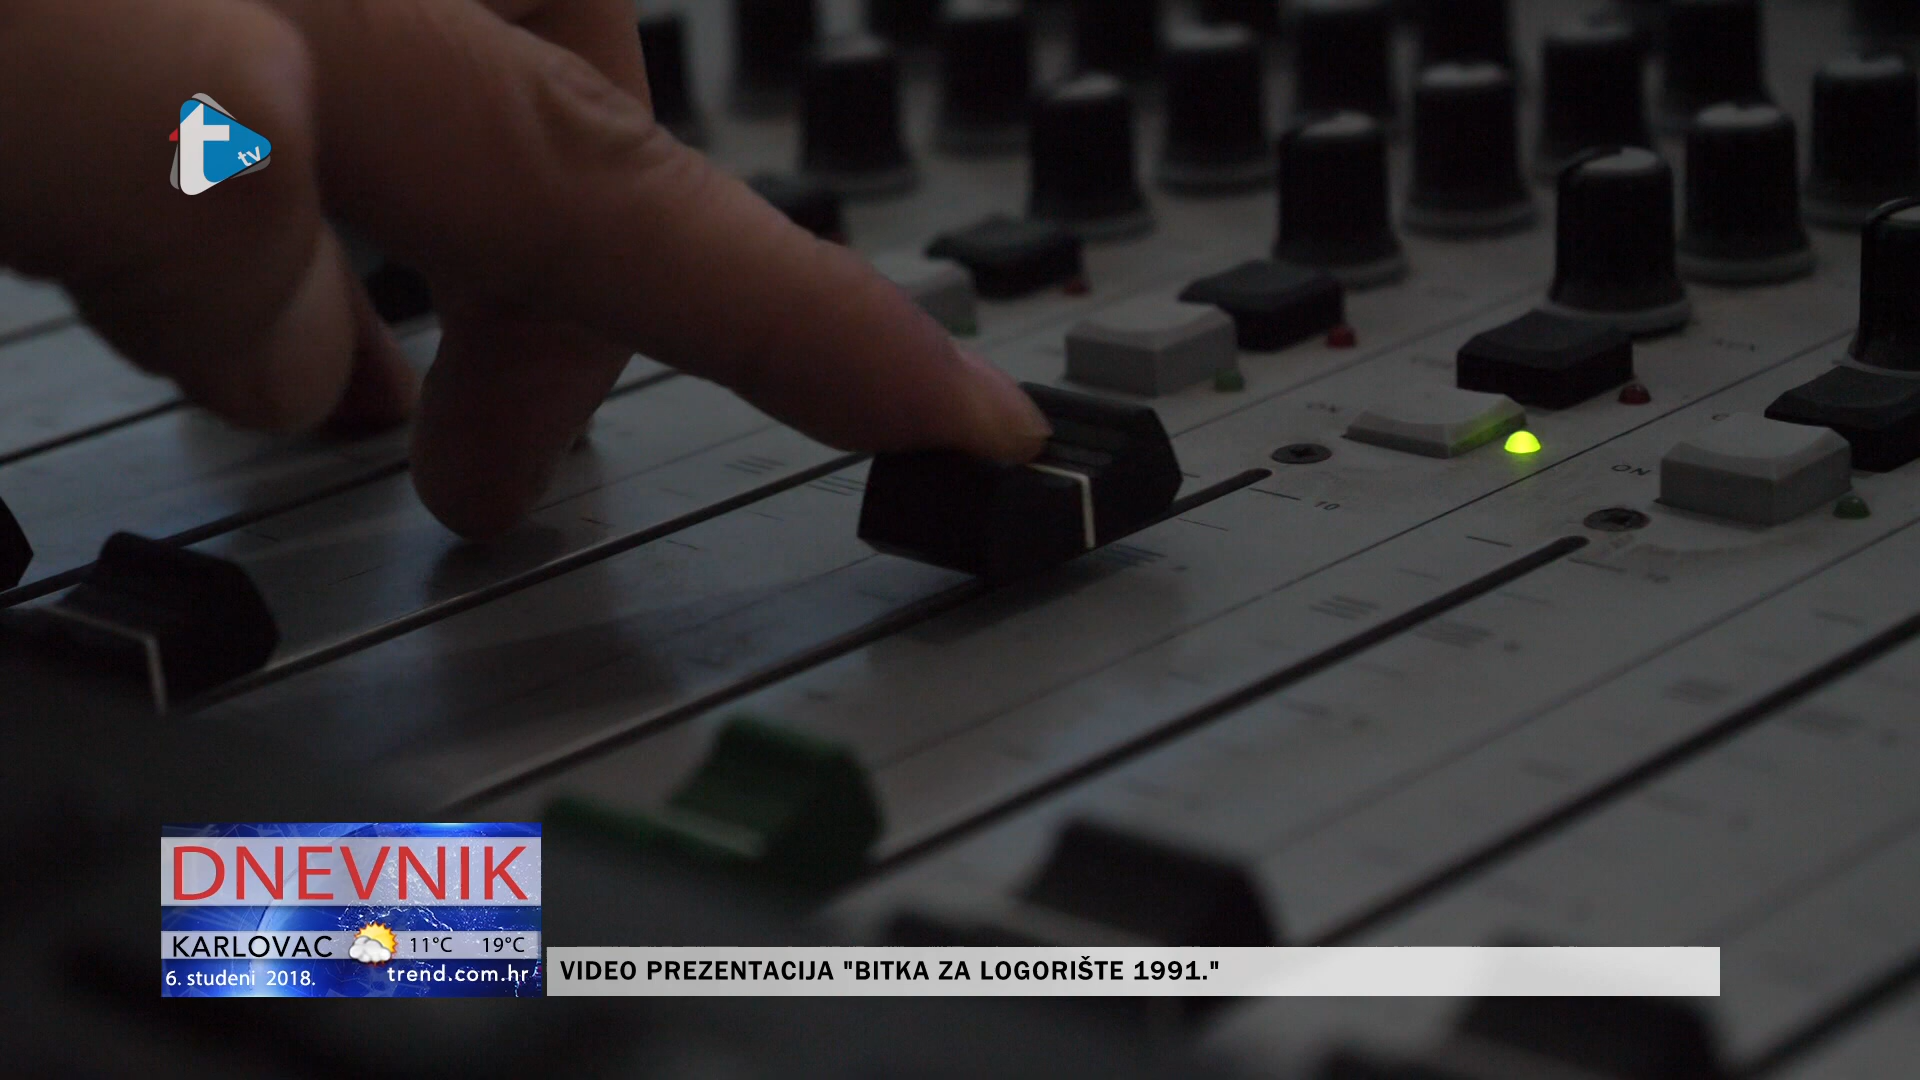 t tv
ON
10
ON
10
DNEVNIK
KARLOVAC 11°C 19°C
6. studeni 2018. trend.com.hr
VIDEO PREZENTACIJA "BITKA ZA LOGORIŠTE 1991."